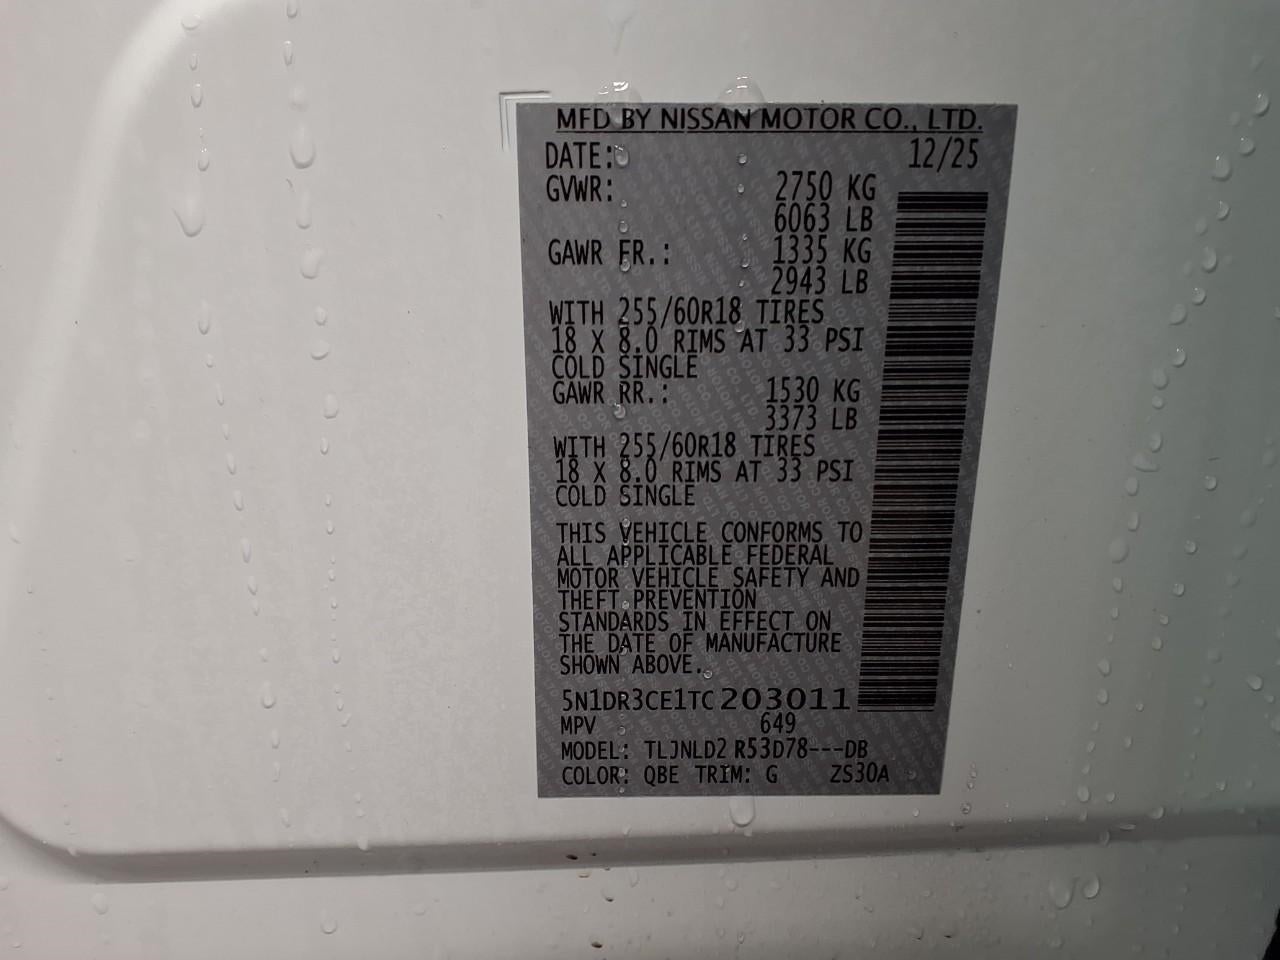 MFD BY NISSAN MOTOR CO., LTD.
DATE: 12/25
GVWR: 2750 KG
6063 LB
GAWR FR.: 1335 KG
2943 LB
WITH 255/60R18 TIRES
18 X 8.0 RIMS AT 33 PSI
COLD SINGLE
GAWR RR.: 1530 KG
3373 LB
WITH 255/60R18 TIRES
18 X 8.0 RIMS AT 33 PSI
COLD SINGLE
THIS VEHICLE CONFORMS TO
ALL APPLICABLE FEDERAL
MOTOR VEHICLE SAFETY AND
THEFT PREVENTION
STANDARDS IN EFFECT ON
THE DATE OF MANUFACTURE
SHOWN ABOVE.
5N1DR3CE1TC203011
MPV 649
MODEL: TLJNLD2 R53D78---DB
COLOR: QBE TRIM: G ZS30A